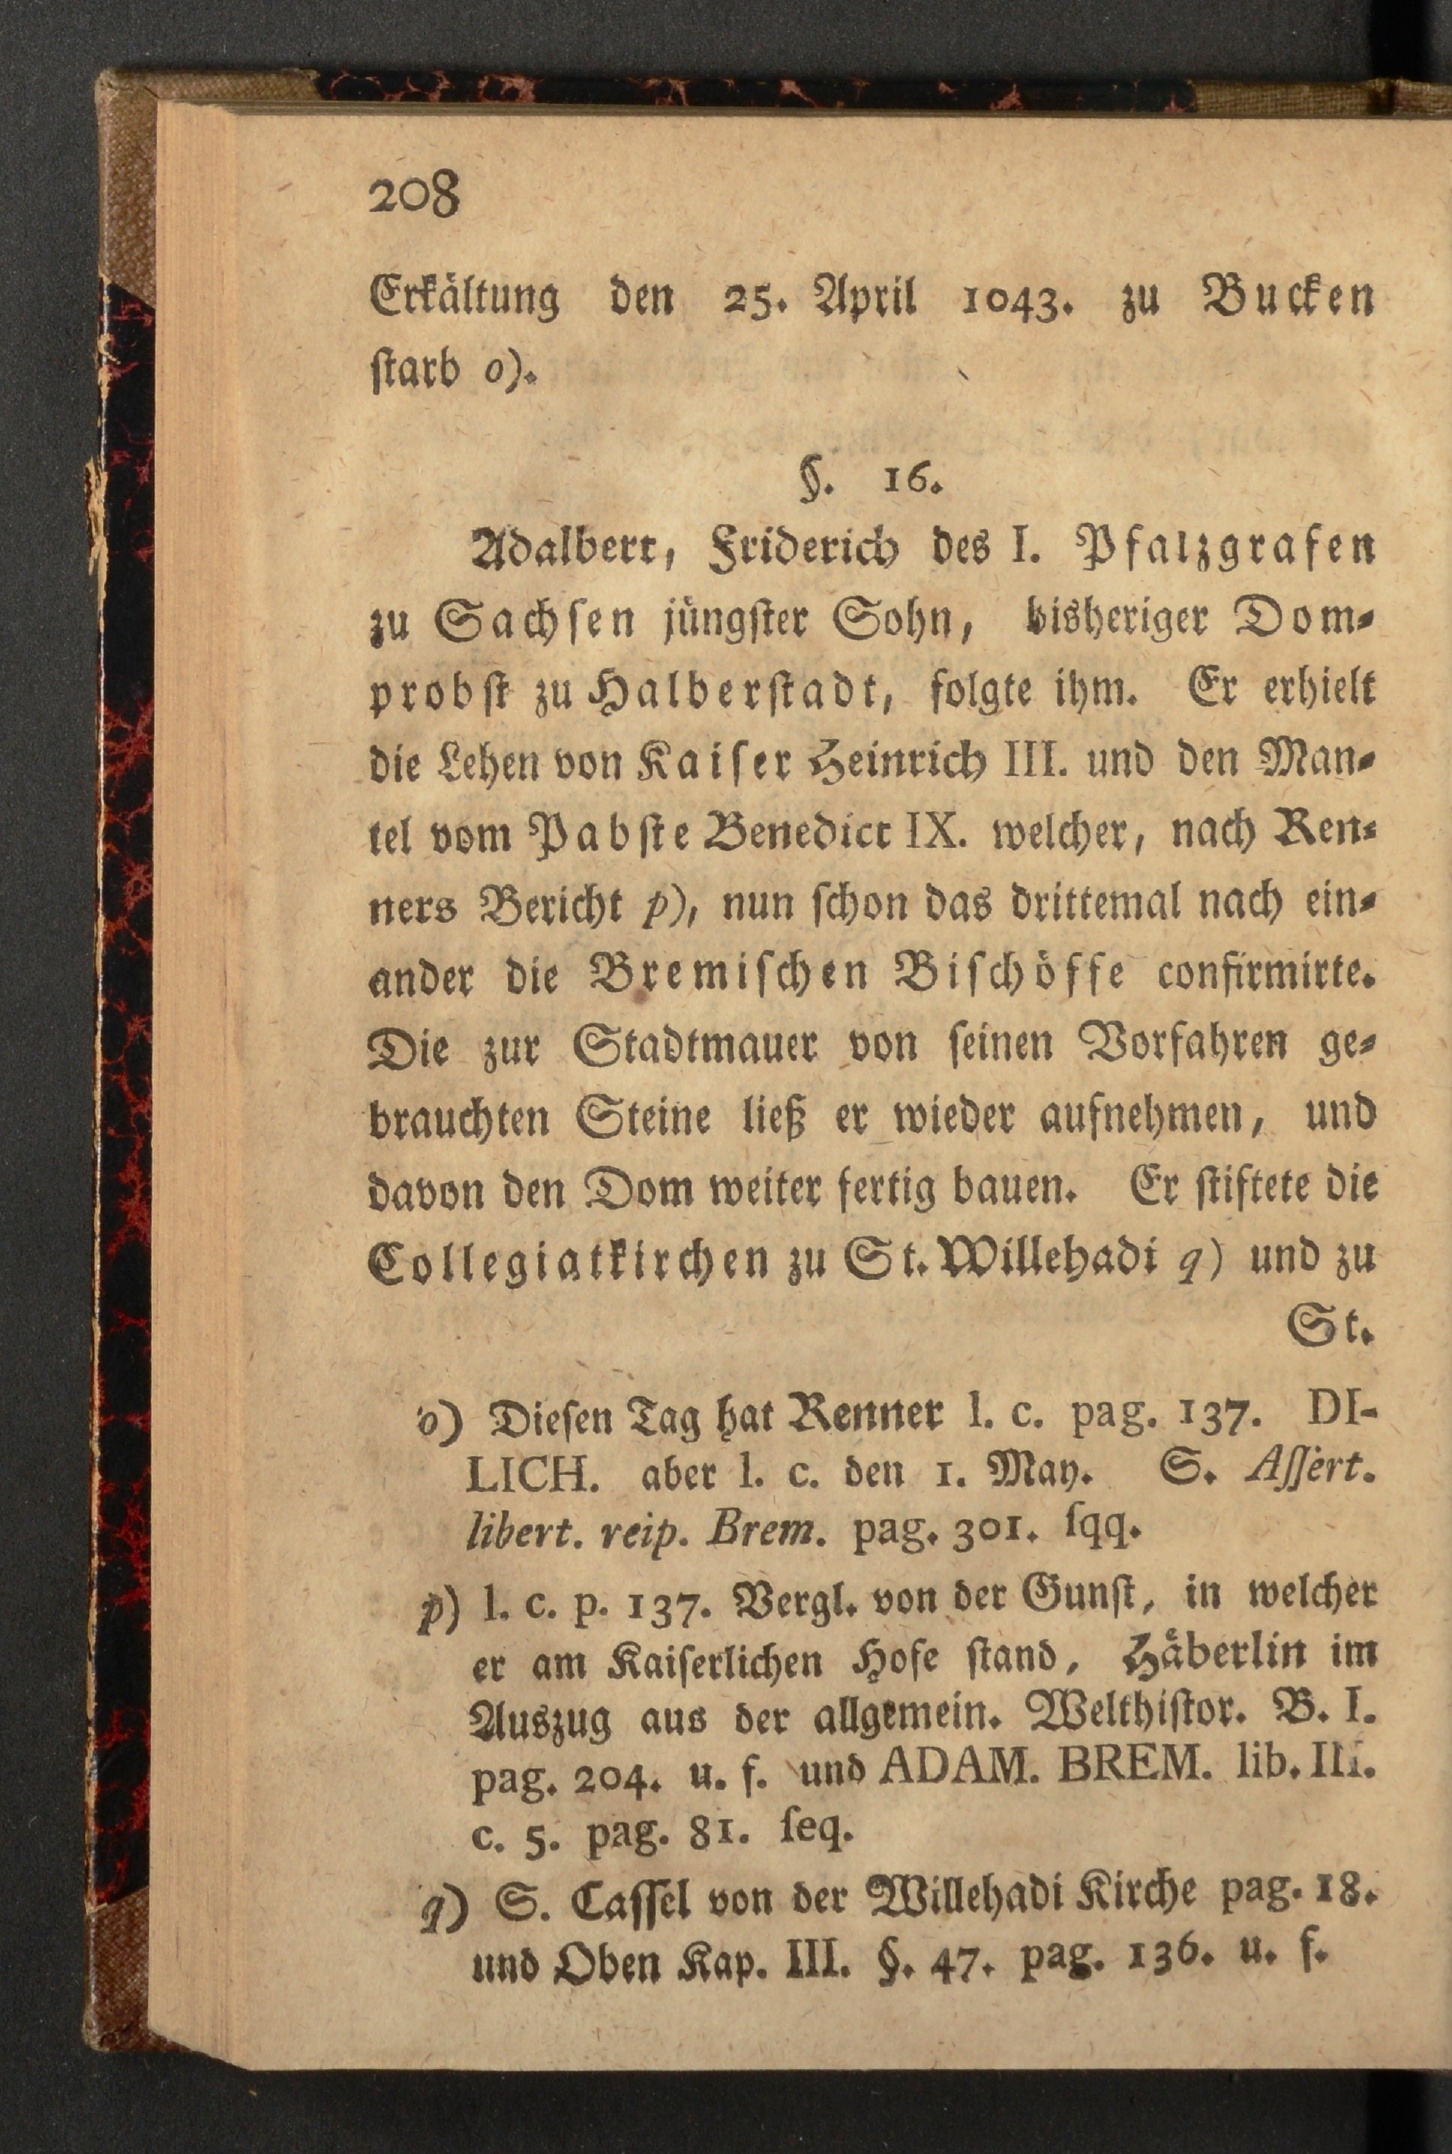 208
Erkältung den 25. April 1043. zu Bucken
ſtarb o).
§. 16.
Adalbert, Friderich des I. Pfalzgrafen
zu Sachſen jüngſter Sohn, bisheriger Dom-
probſt zu Halberſtadt, folgte ihm. Er erhielt
die Lehen von Kaiſer Heinrich III. und den Man-
tel vom Pabſte Benedict IX. welcher, nach Ren-
ners Bericht p), nun ſchon das drittemal nach ein-
ander die Bremiſchen Biſchöffe confirmirte.
Die zur Stadtmauer von ſeinen Vorfahren ge-
brauchten Steine ließ er wieder aufnehmen, und
davon den Dom weiter fertig bauen. Er ſtiftete die
Collegiatkirchen zu St. Willehadi q) und zu
St.
o) Dieſen Tag hat Renner l. c. pag. 137. DI-
LICH. aber l. c. den 1. May. S. Aſſert.
libert. reip. Brem. pag. 301. ſqq.
p) l. c. p. 137. Vergl. von der Gunſt, in welcher
er am Kaiſerlichen Hofe ſtand, Häberlin im
Auszug aus der allgemein. Welthiſtor. B. I.
pag. 204. u. f. und ADAM. BREM. lib. III.
c. 5. pag. 81. ſeq.
q) S. Caſſel von der Willehadi Kirche pag. 18.
und Oben Kap. III. §. 47. pag. 136. u. f.